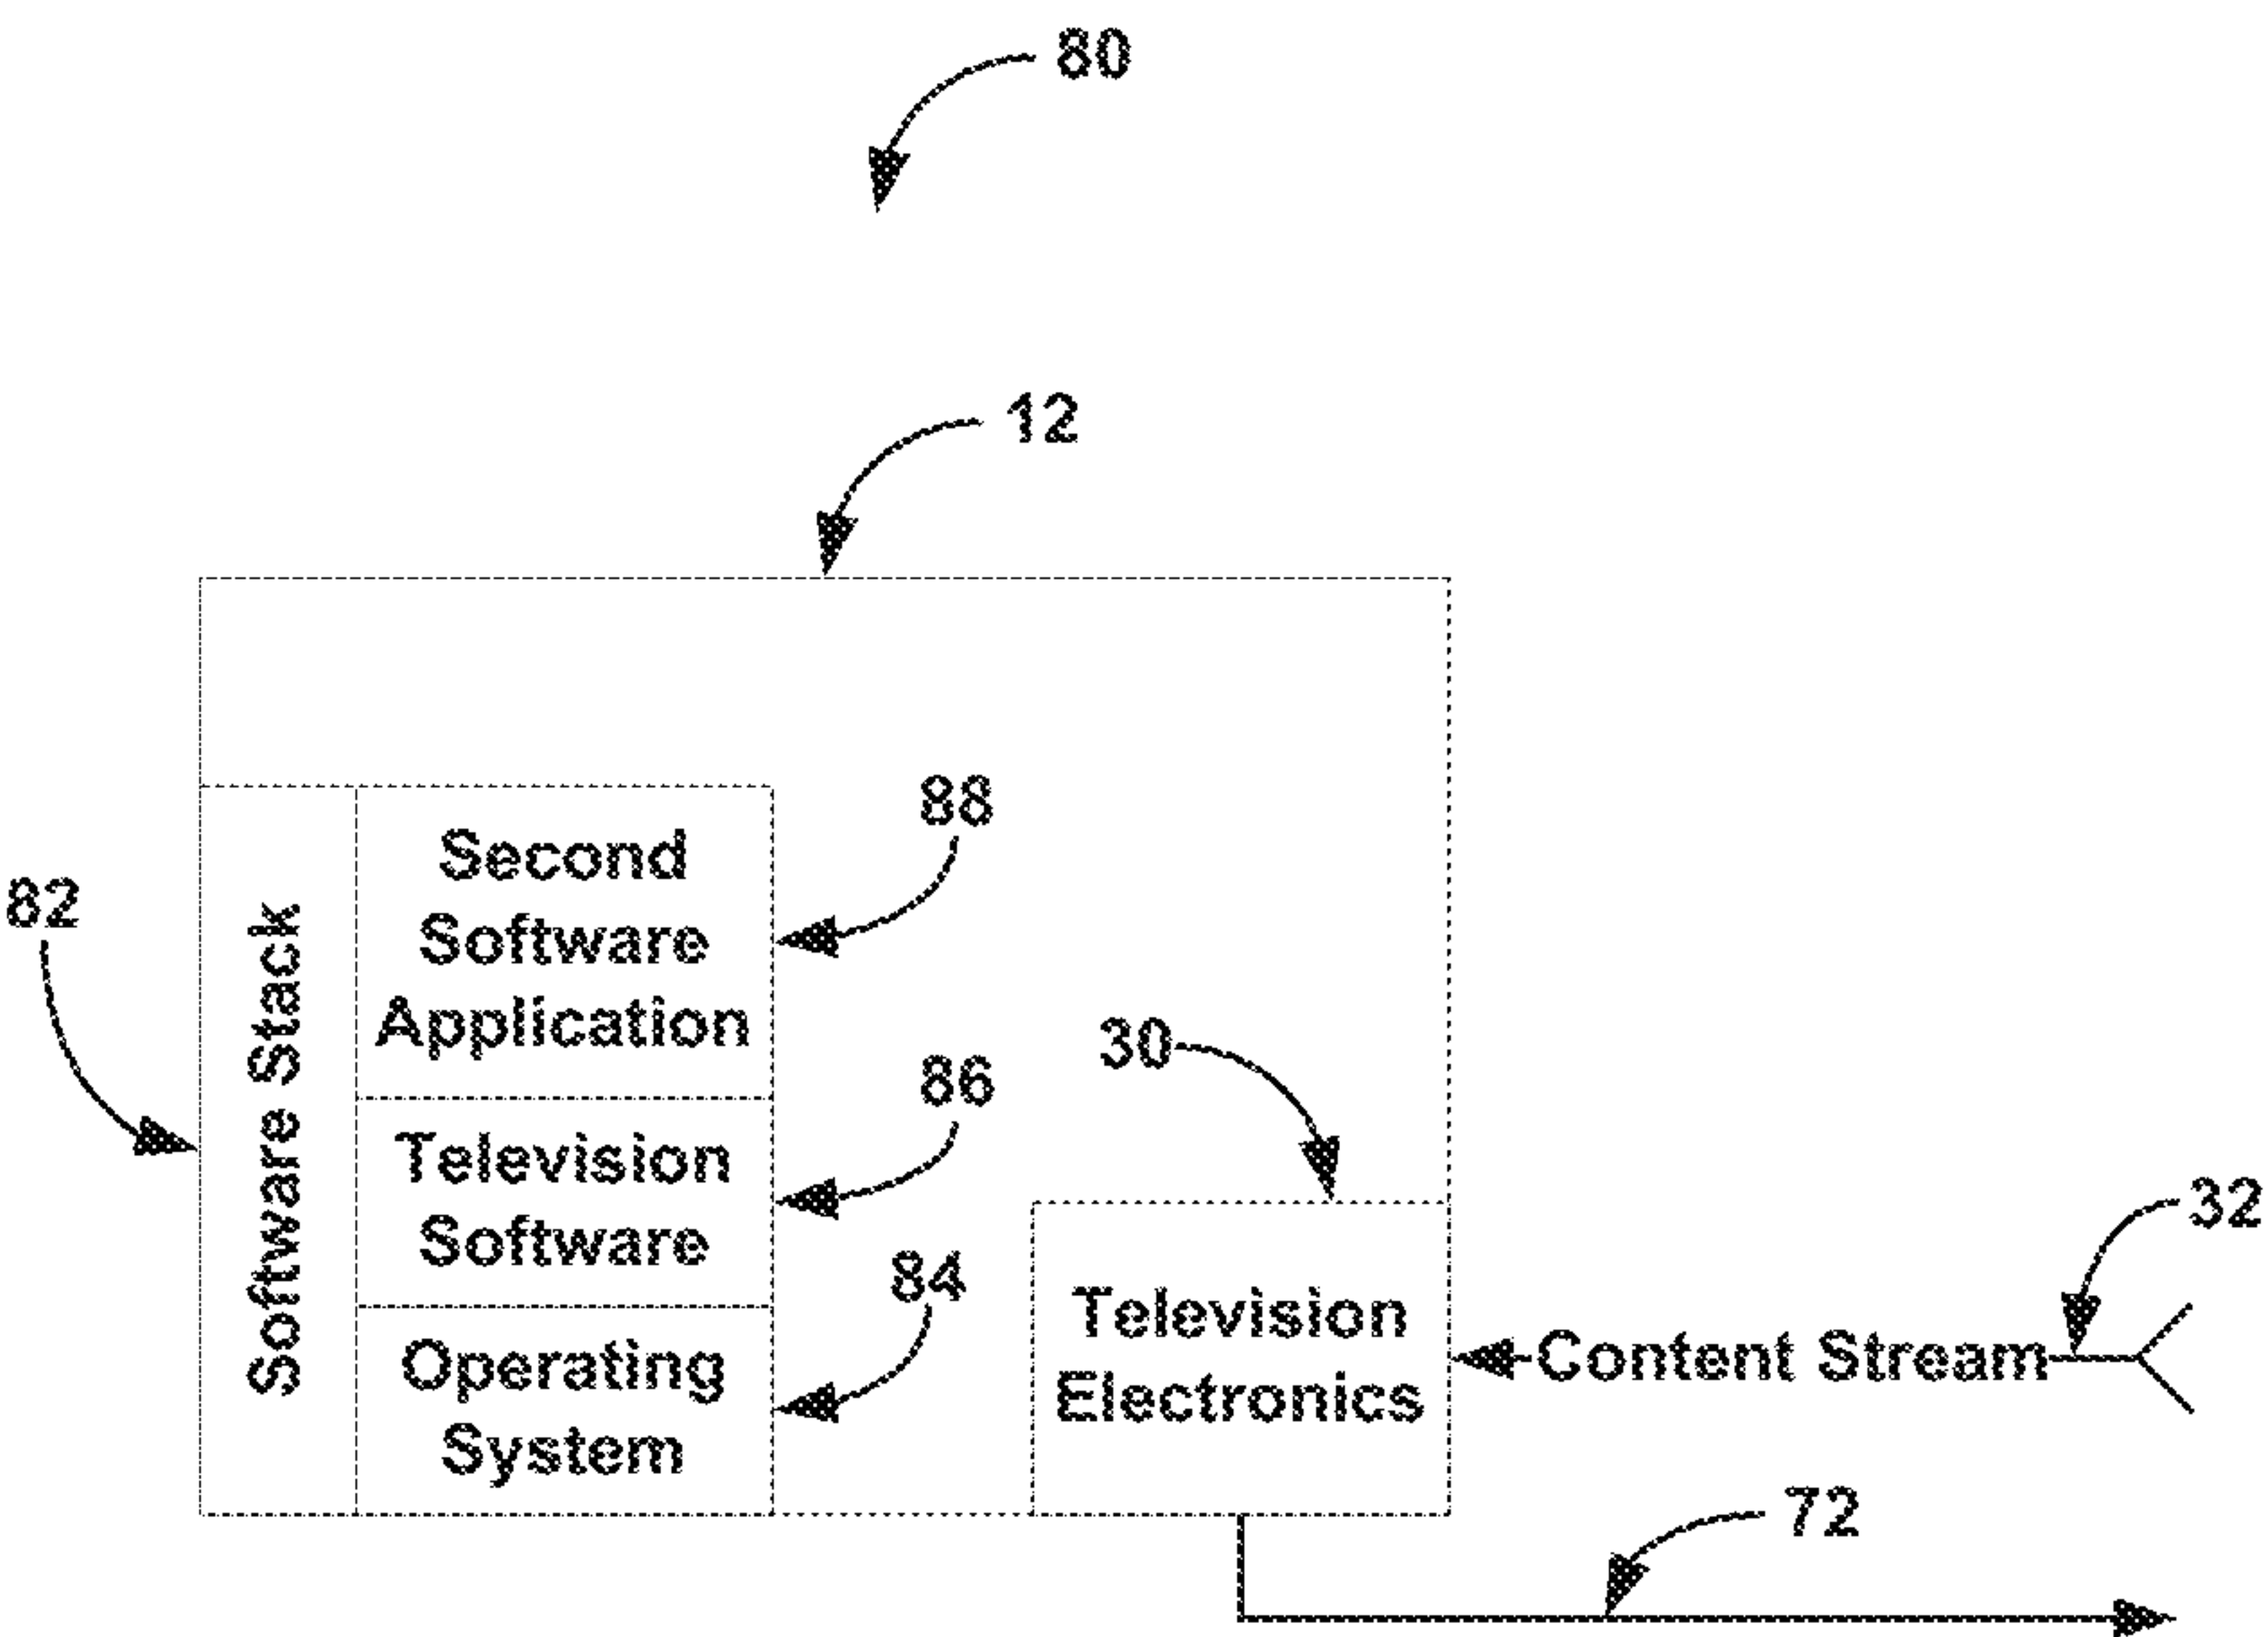 80
12
88
Second
Software
Application
82
Software Stack
30
86
Television
Software
32
84
Television
Electronics
Content Stream
Operating
System
72